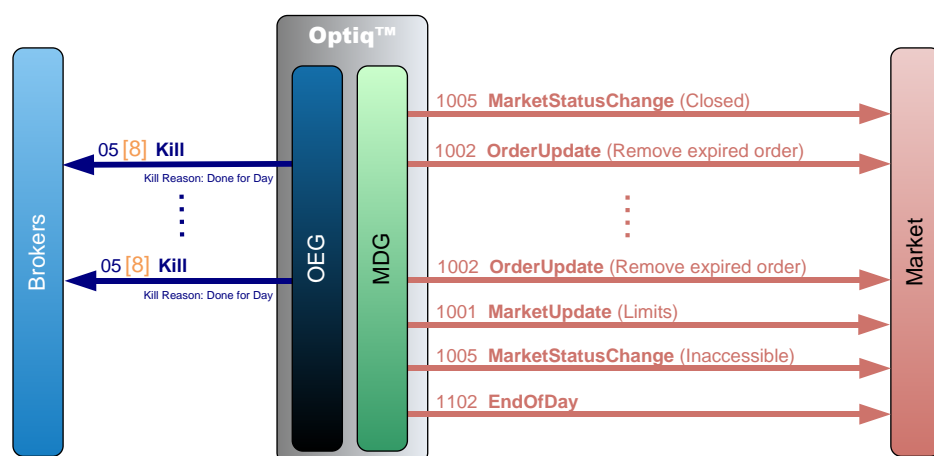 Optiq™
Brokers
OEG
MDG
Market
1005 MarketStatusChange (Closed)
05 [8] Kill
Kill Reason: Done for Day
1002 OrderUpdate (Remove expired order)
05 [8] Kill
Kill Reason: Done for Day
1002 OrderUpdate (Remove expired order)
1001 MarketUpdate (Limits)
1005 MarketStatusChange (Inaccessible)
1102 EndOfDay